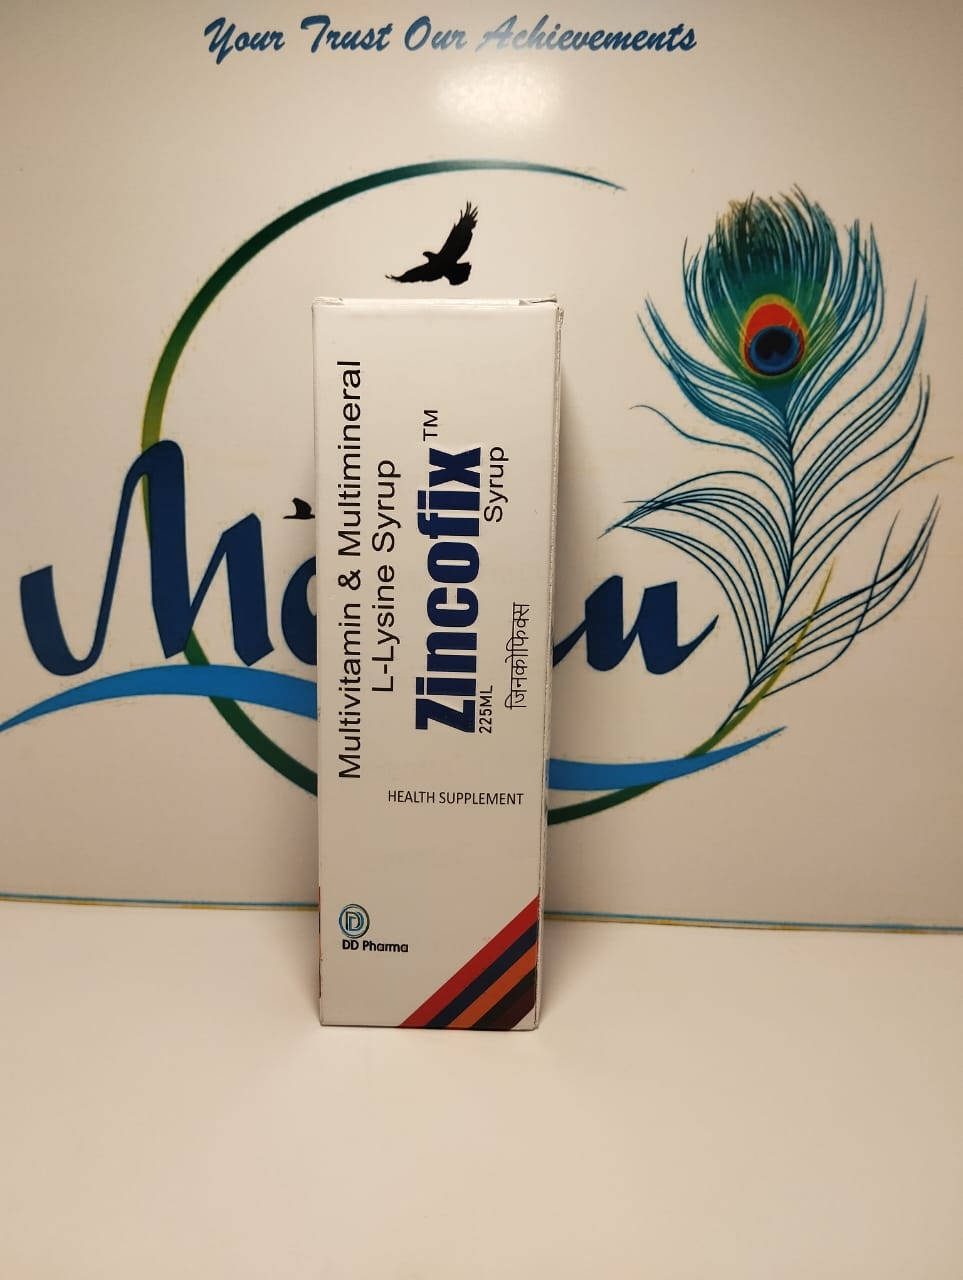 Your Trust Our Achievements
Multivitamin & Multimineral
L-Lysine Syrup
Zincofix™
Syrup
225ML
जिनकोफिक्स
HEALTH SUPPLEMENT
DD Pharma